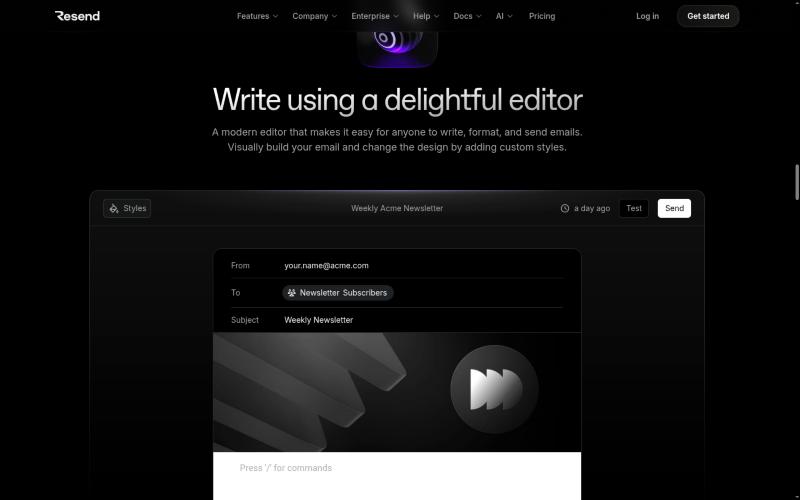 Resend
Features Company Enterprise Help Docs AI Pricing Log in Get started
Write using a delightful editor
A modern editor that makes it easy for anyone to write, format, and send emails.
Visually build your email and change the design by adding custom styles.
Styles Weekly Acme Newsletter a day ago Test Send
From your.name@acme.com
To Newsletter Subscribers
Subject Weekly Newsletter
Press '/' for commands